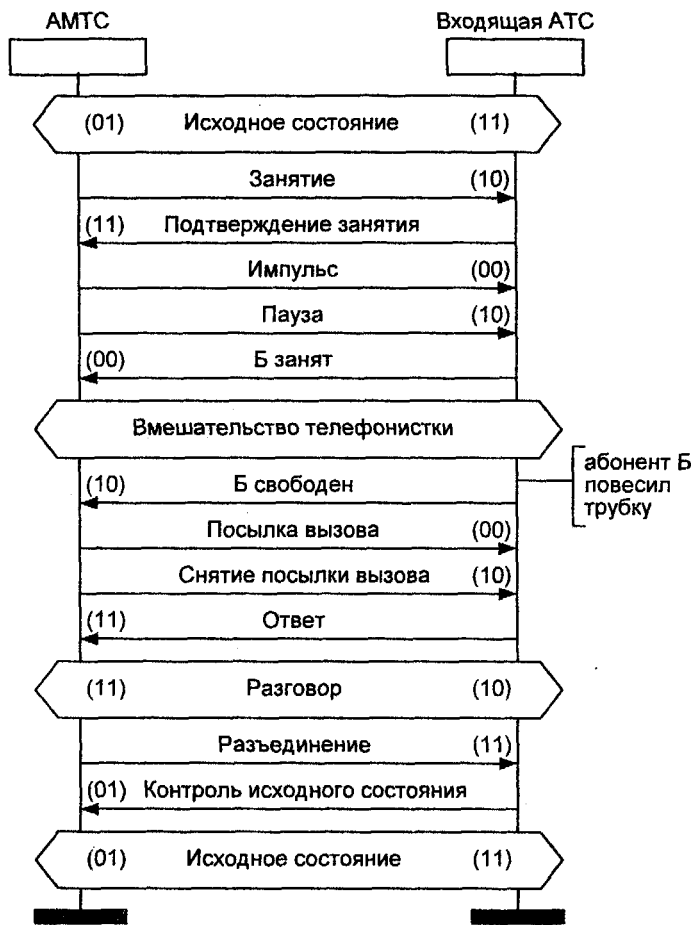 АМТС Входящая АТС
(01) Исходное состояние (11)
Занятие (10)
(11) Подтверждение занятия
Импульс (00)
Пауза (10)
(00) Б занят
Вмешательство телефонистки
абонент Б
повесил
трубку
(10) Б свободен
Посылка вызова (00)
Снятие посылки вызова (10)
(11) Ответ
(11) Разговор (10)
Разъединение (11)
(01) Контроль исходного состояния
(01) Исходное состояние (11)